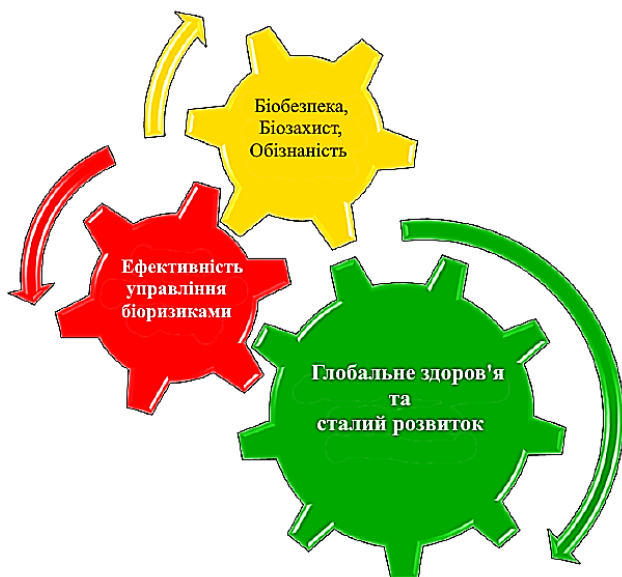 Біобезпека,
Біозахист,
Обізнаність
Ефективність
управління
біоризиками
Глобальне здоров'я
та
сталий розвиток